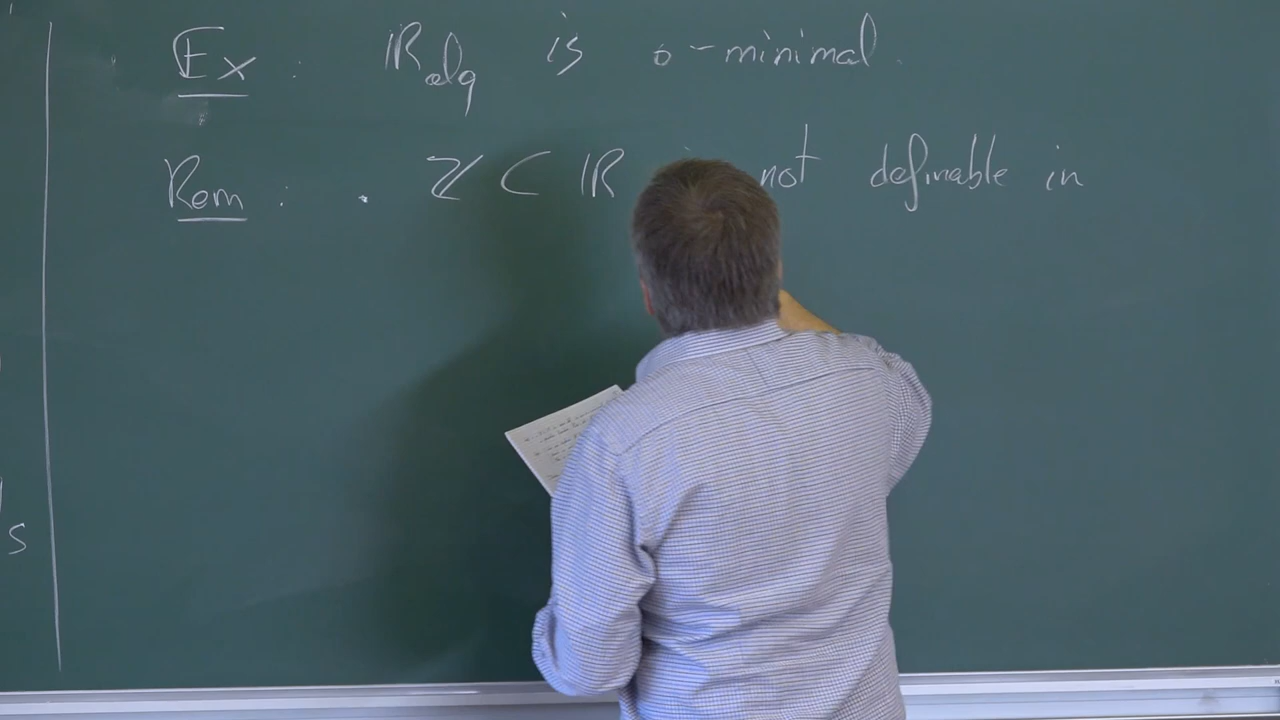 Ex : ℝalg is o-minimal.
Rem : · ℤ ⊂ ℝ not definable in
s